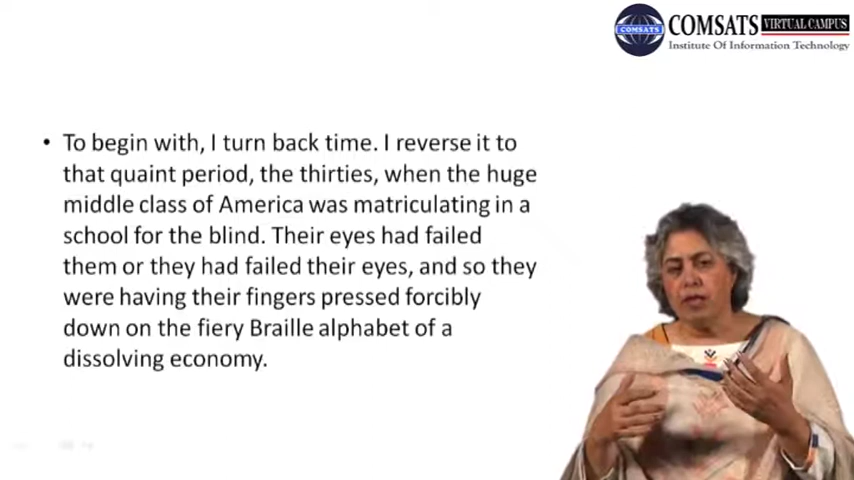 COMSATS
COMSATS VIRTUAL CAMPUS
Institute Of Information Technology
• To begin with, I turn back time. I reverse it to
that quaint period, the thirties, when the huge
middle class of America was matriculating in a
school for the blind. Their eyes had failed
them or they had failed their eyes, and so they
were having their fingers pressed forcibly
down on the fiery Braille alphabet of a
dissolving economy.